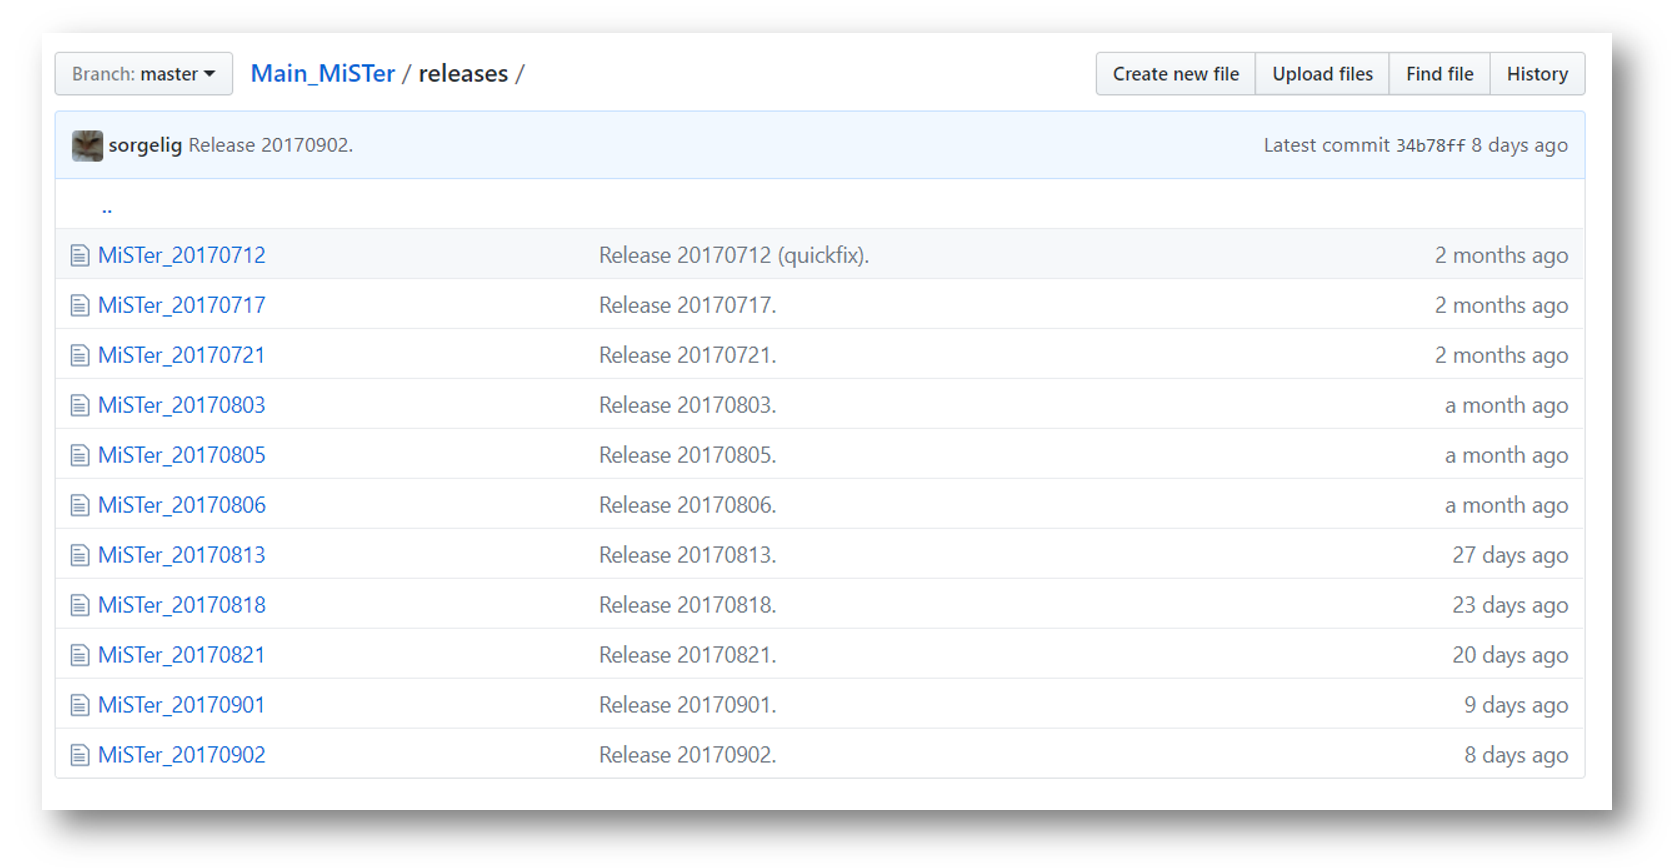 Branch: master Main_MiSTer / releases / Create new file Upload files Find file History
sorgelig Release 20170902. Latest commit 34b78ff 8 days ago
..
MiSTer_20170712 Release 20170712 (quickfix). 2 months ago
MiSTer_20170717 Release 20170717. 2 months ago
MiSTer_20170721 Release 20170721. 2 months ago
MiSTer_20170803 Release 20170803. a month ago
MiSTer_20170805 Release 20170805. a month ago
MiSTer_20170806 Release 20170806. a month ago
MiSTer_20170813 Release 20170813. 27 days ago
MiSTer_20170818 Release 20170818. 23 days ago
MiSTer_20170821 Release 20170821. 20 days ago
MiSTer_20170901 Release 20170901. 9 days ago
MiSTer_20170902 Release 20170902. 8 days ago